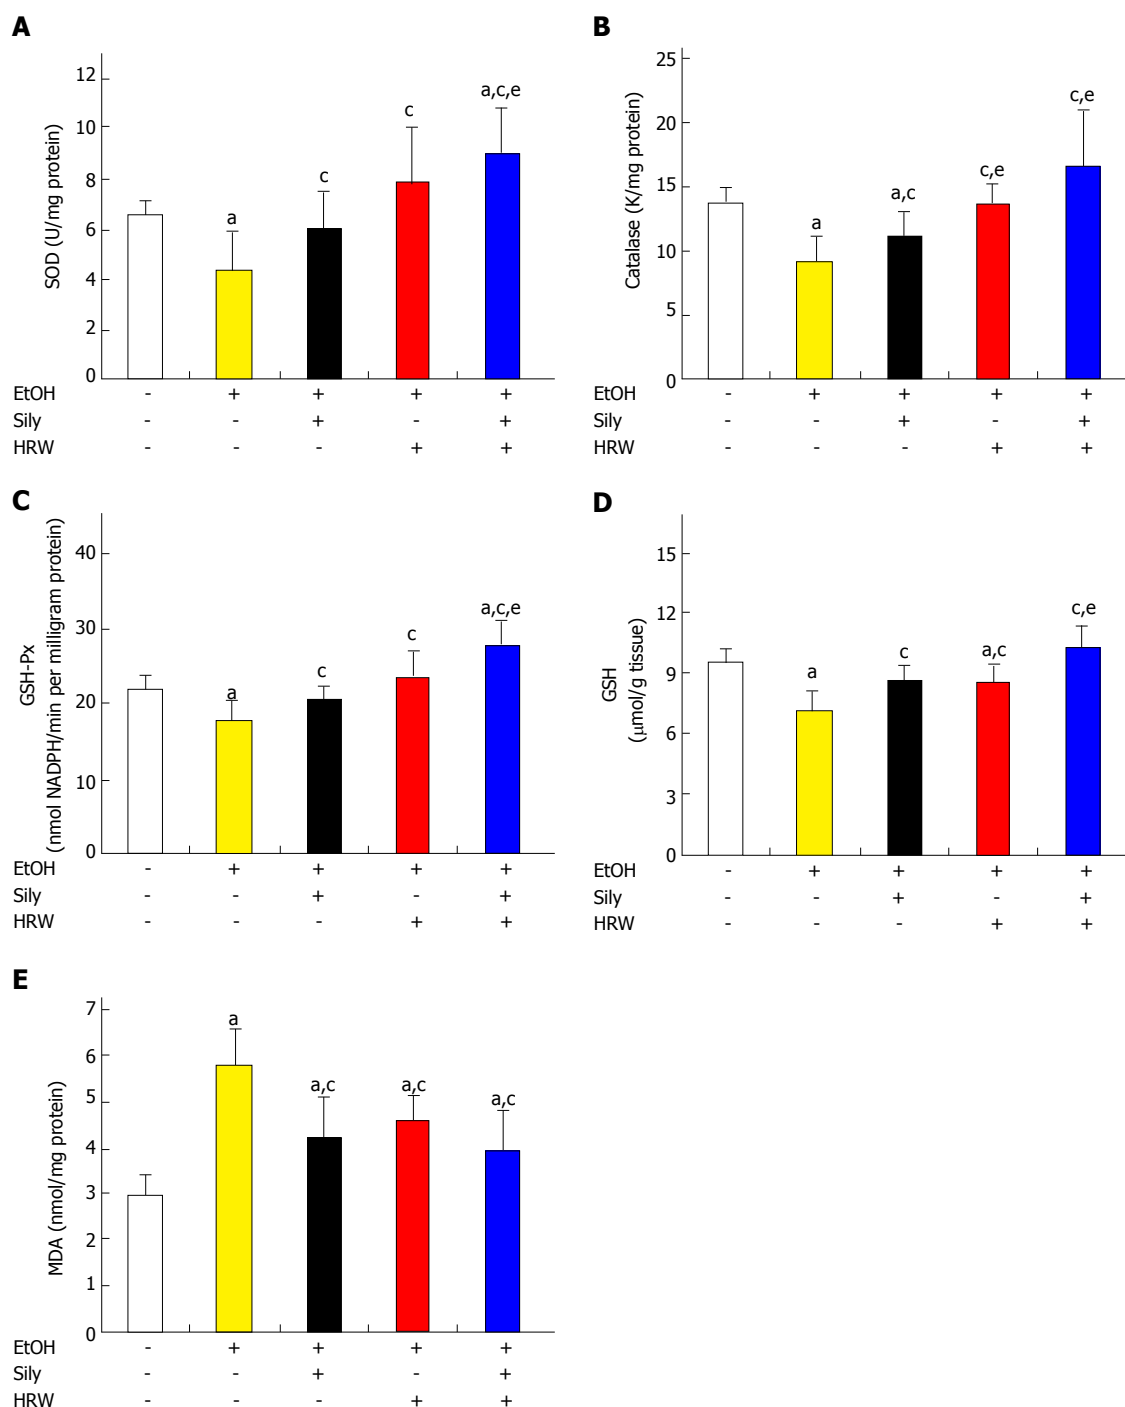 A
SOD (U/mg protein)
12
10
8
6
4
2
0
a
c
c
a,c,e
EtOH - + + + +
Sily - - + - +
HRW - - - + +
B
Catalase (K/mg protein)
25
20
15
10
5
0
a
a,c
c,e
c,e
EtOH - + + + +
Sily - - + - +
HRW - - - + +
C
GSH-Px
(nmol NADPH/min per milligram protein)
40
30
20
10
0
a
c
c
a,c,e
EtOH - + + + +
Sily - - + - +
HRW - - - + +
D
GSH
(μmol/g tissue)
15
12
9
6
3
0
a
c
a,c
c,e
EtOH - + + + +
Sily - - + - +
HRW - - - + +
E
MDA (nmol/mg protein)
7
6
5
4
3
2
1
0
a
a,c
a,c
a,c
EtOH - + + + +
Sily - - + - +
HRW - - - + +